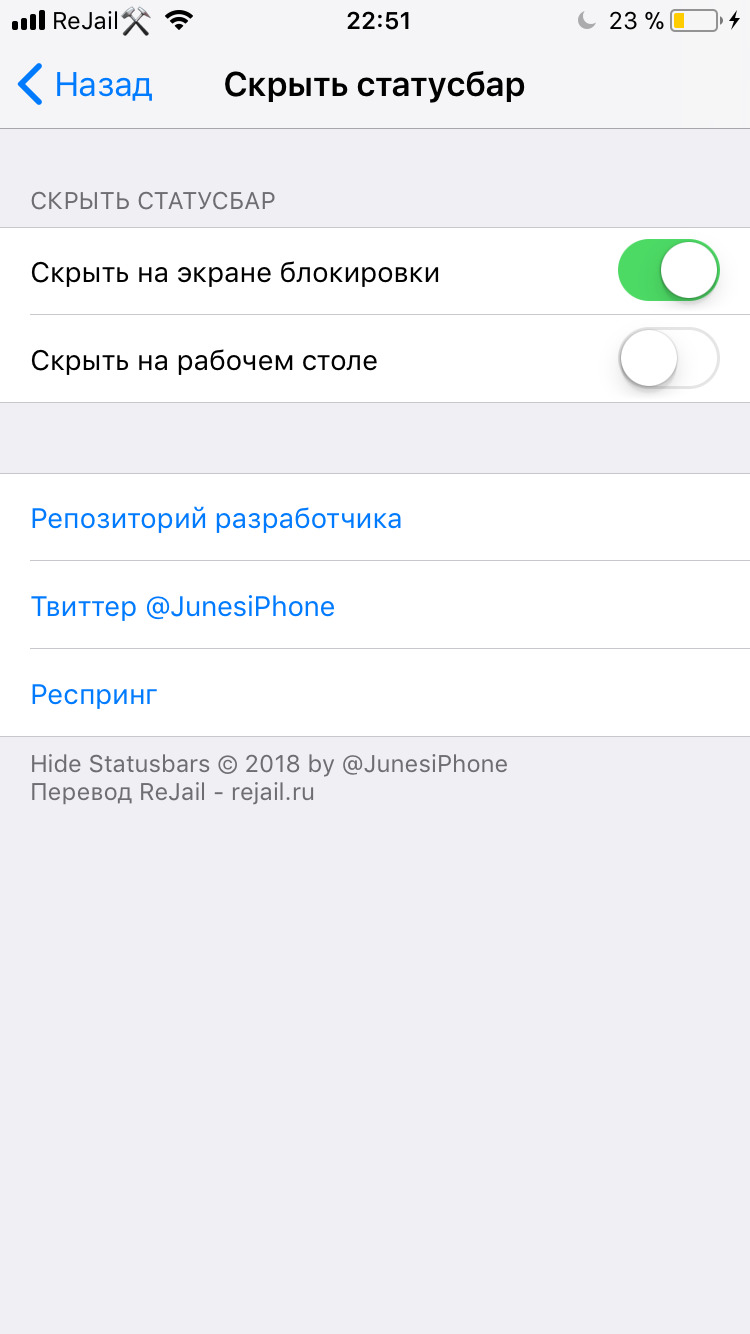 ReJail⚒ 22:51 23 %
Назад Скрыть статусбар
СКРЫТЬ СТАТУСБАР
Скрыть на экране блокировки
Скрыть на рабочем столе
Репозиторий разработчика
Твиттер @JunesiPhone
Респринг
Hide Statusbars © 2018 by @JunesiPhone
Перевод ReJail - rejail.ru